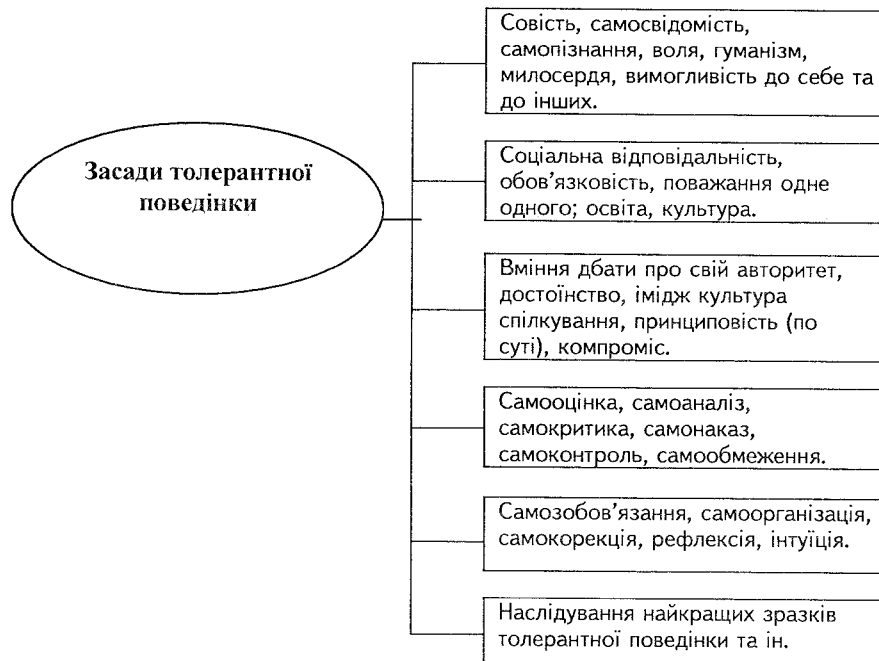 Засади толерантної
поведінки
Совість, самосвідомість,
самопізнання, воля, гуманізм,
милосердя, вимогливість до себе та
до інших.
Соціальна відповідальність,
обов'язковість, поважання одне
одного; освіта, культура.
Вміння дбати про свій авторитет,
достоїнство, імідж культура
спілкування, принциповість (по
суті), компроміс.
Самооцінка, самоаналіз,
самокритика, самонаказ,
самоконтроль, самообмеження.
Самозобов'язання, самоорганізація,
самокорекція, рефлексія, інтуїція.
Наслідування найкращих зразків
толерантної поведінки та ін.